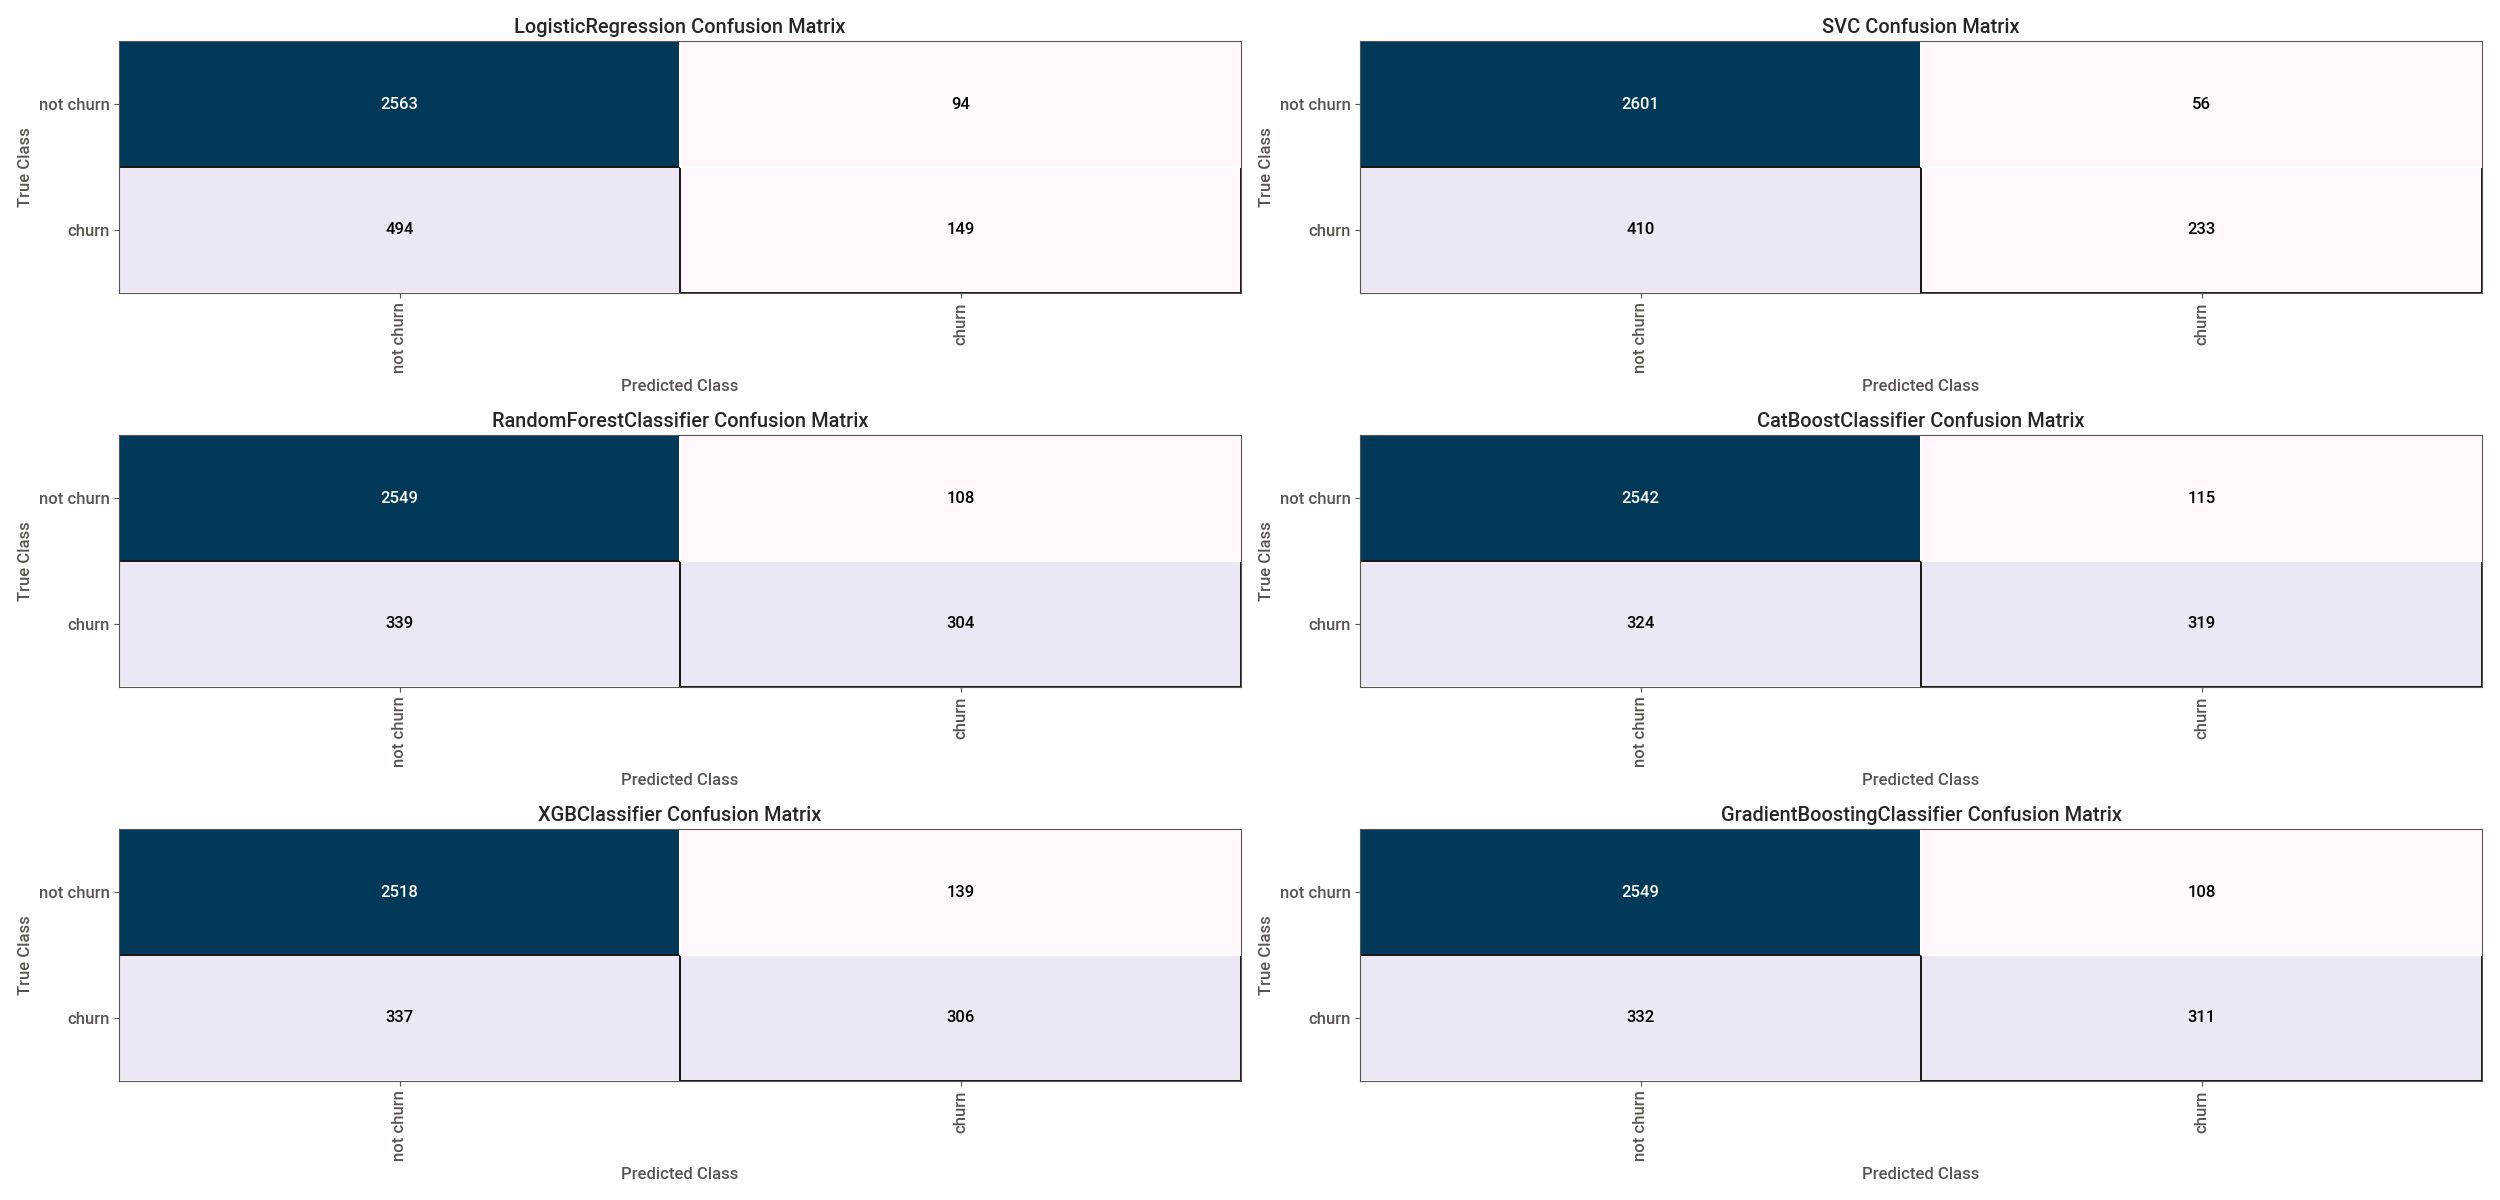 LogisticRegression Confusion Matrix
True Class
not churn
2563
94
churn
494
149
not churn
churn
Predicted Class
SVC Confusion Matrix
True Class
not churn
2601
56
churn
410
233
not churn
churn
Predicted Class
RandomForestClassifier Confusion Matrix
True Class
not churn
2549
108
churn
339
304
not churn
churn
Predicted Class
CatBoostClassifier Confusion Matrix
True Class
not churn
2542
115
churn
324
319
not churn
churn
Predicted Class
XGBClassifier Confusion Matrix
True Class
not churn
2518
139
churn
337
306
not churn
churn
Predicted Class
GradientBoostingClassifier Confusion Matrix
True Class
not churn
2549
108
churn
332
311
not churn
churn
Predicted Class